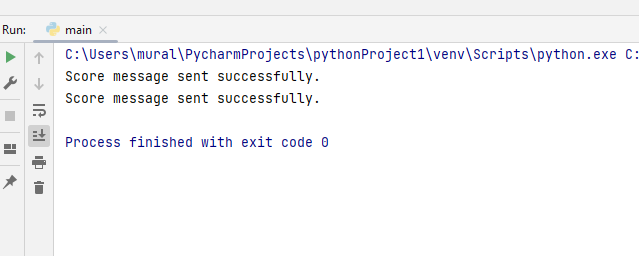 Run: main
C:\Users\mural\PycharmProjects\pythonProject1\venv\Scripts\python.exe C:
Score message sent successfully.
Score message sent successfully.
Process finished with exit code 0